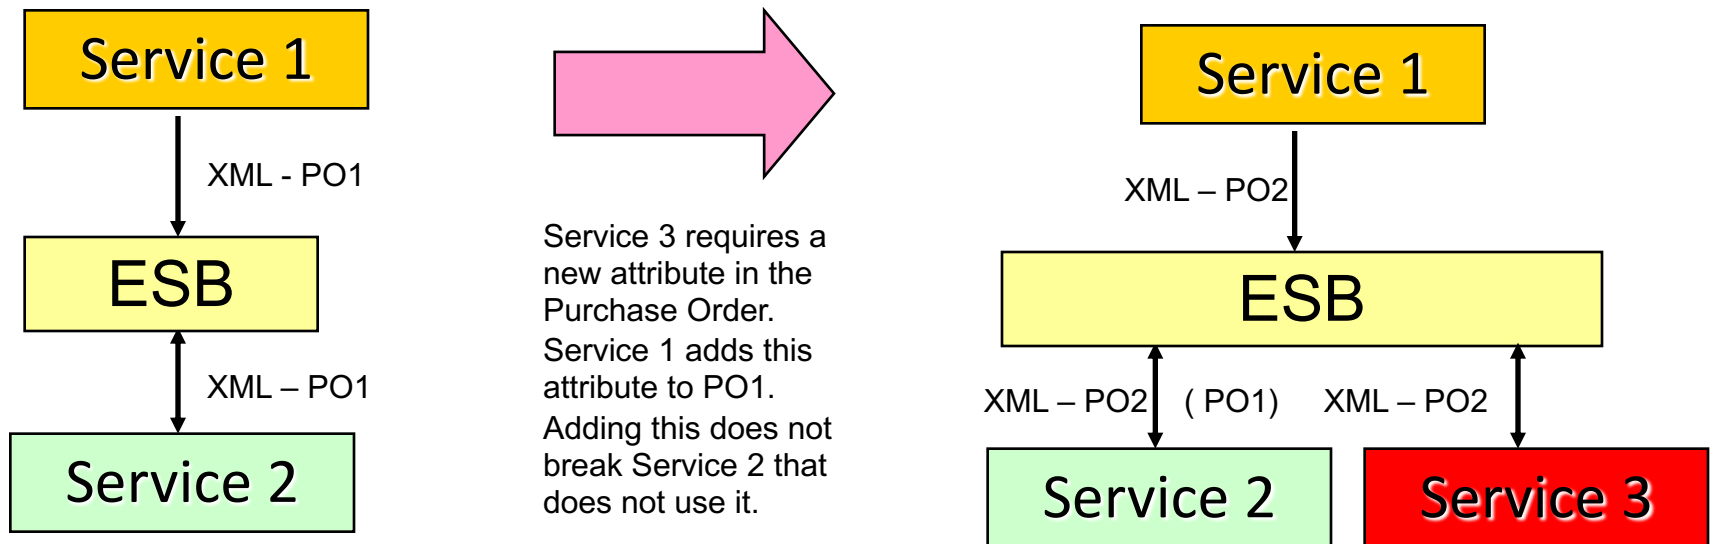 Service 1
XML - PO1
ESB
XML – PO1
Service 2
Service 3 requires a
new attribute in the
Purchase Order.
Service 1 adds this
attribute to PO1.
Adding this does not
break Service 2 that
does not use it.
Service 1
XML – PO2
ESB
XML – PO2 ( PO1) XML – PO2
Service 2 Service 3